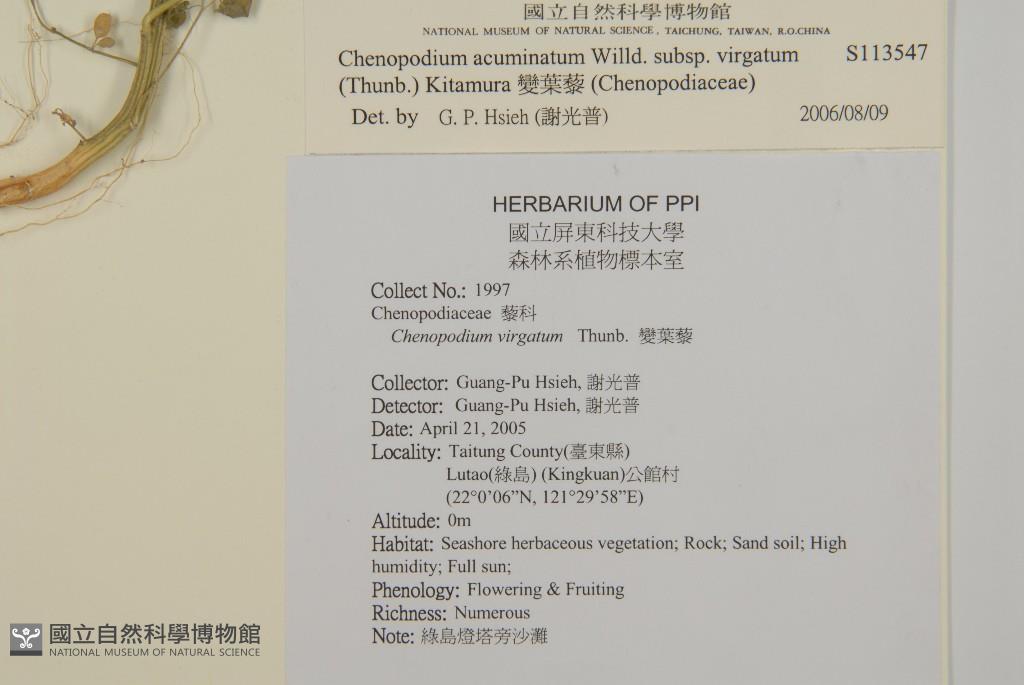 國立自然科學博物館
NATIONAL MUSEUM OF NATURAL SCIENCE, TAICHUNG, TAIWAN, R.O.CHINA
Chenopodium acuminatum Willd. subsp. virgatum S113547
(Thunb.) Kitamura 變葉藜 (Chenopodiaceae)
Det. by G. P. Hsieh (謝光普) 2006/08/09
HERBARIUM OF PPI
國立屏東科技大學
森林系植物標本室
Collect No.: 1997
Chenopodiaceae 藜科
Chenopodium virgatum Thunb. 變葉藜
Collector: Guang-Pu Hsieh, 謝光普
Detector: Guang-Pu Hsieh, 謝光普
Date: April 21, 2005
Locality: Taitung County(臺東縣)
Lutao(綠島) (Kingkuan)公館村
(22°0’06”N, 121°29’58”E)
Altitude: 0m
Habitat: Seashore herbaceous vegetation; Rock; Sand soil; High
humidity; Full sun;
Phenology: Flowering & Fruiting
Richness: Numerous
Note: 綠島燈塔旁沙灘
國立自然科學博物館
NATIONAL MUSEUM OF NATURAL SCIENCE